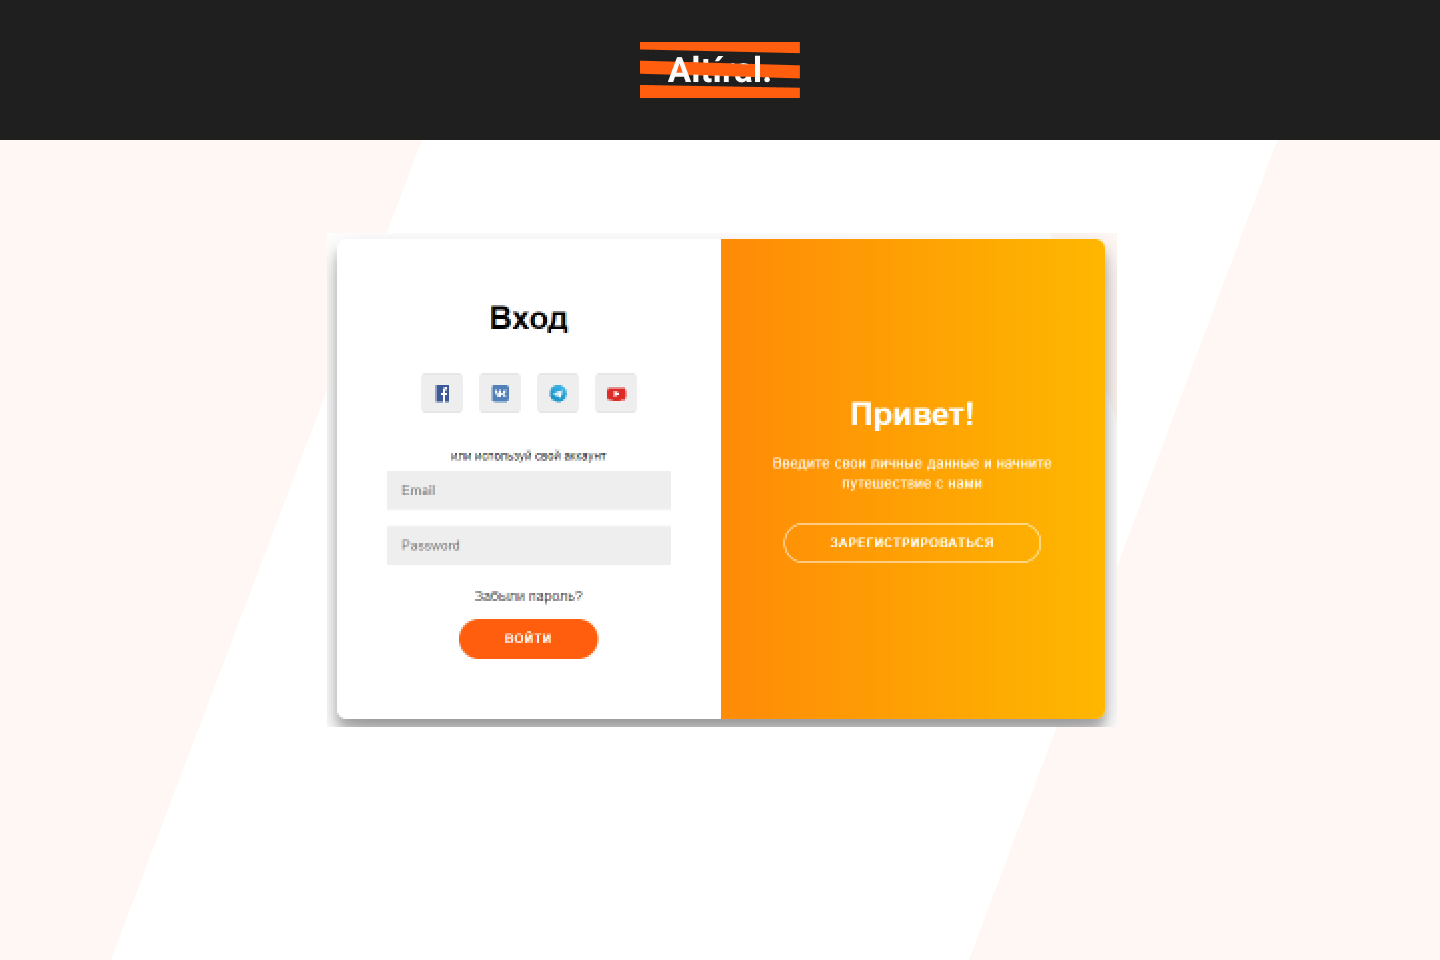 Altíral.
Вход
или используй свой аккаунт
Email
Password
Забыли пароль?
ВОЙТИ
Привет!
Введите свои личные данные и начните
путешествие с нами
ЗАРЕГИСТРИРОВАТЬСЯ